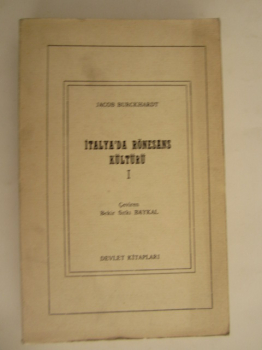 JACOB BURCKHARDT
İTALYA'DA RÖNESANS
KÜLTÜRÜ
I
Çeviren
Bekir Sıtkı BAYKAL
DEVLET KİTAPLARI